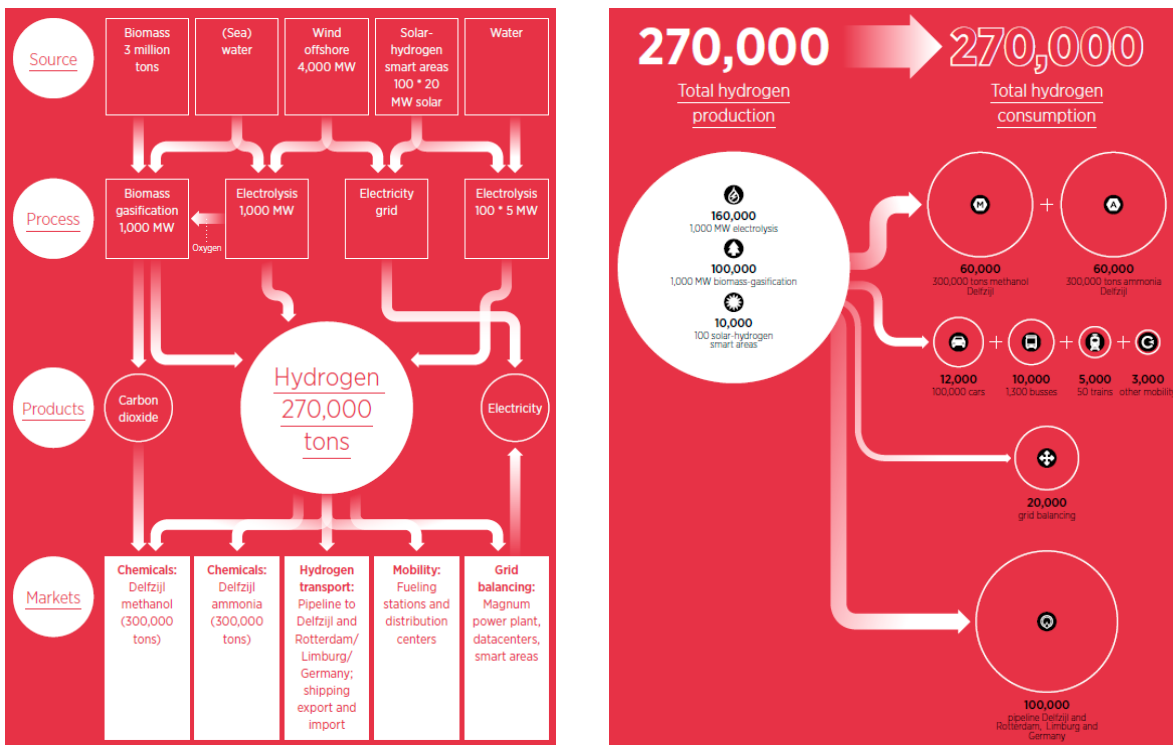 Source
Biomass
3 million
tons
(Sea)
water
Wind
offshore
4,000 MW
Solar-
hydrogen
smart areas
100 * 20
MW solar
Water
Process
Biomass
gasification
1,000 MW
Oxygen
Electrolysis
1,000 MW
Electricity
grid
Electrolysis
100 * 5 MW
Products
Carbon
dioxide
Hydrogen
270,000
tons
Electricity
Markets
Chemicals:
Delfzijl
methanol
(300,000
tons)
Chemicals:
Delfzijl
ammonia
(300,000
tons)
Hydrogen
transport:
Pipeline to
Delfzijl and
Rotterdam/
Limburg/
Germany;
shipping
export and
import
Mobility:
Fueling
stations and
distribution
centers
Grid
balancing:
Magnum
power plant,
datacenters,
smart areas
270,000
Total hydrogen
production
270,000
Total hydrogen
consumption
160,000
1,000 MW electrolysis
100,000
1,000 MW biomass-gasification
10,000
100 solar-hydrogen
smart areas
M
+
A
60,000
300,000 tons methanol
Delfzijl
60,000
300,000 tons ammonia
Delfzijl
+
+
+
12,000
100,000 cars
10,000
1,300 busses
5,000
50 trains
3,000
other mobility
20,000
grid balancing
100,000
pipeline Delfzijl and
Rotterdam, Limburg and
Germany